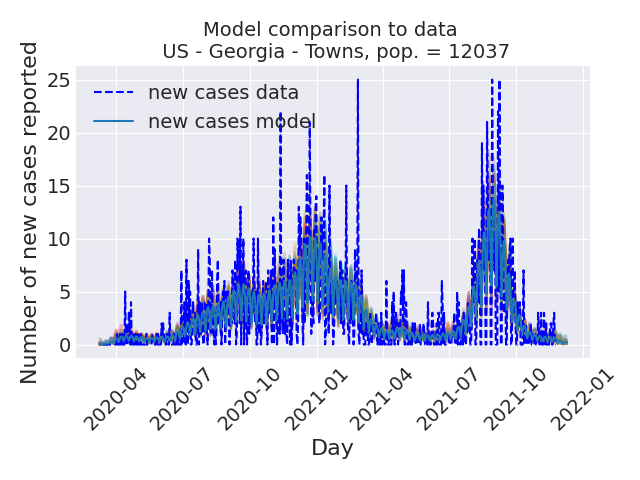 Model comparison to data
US - Georgia - Towns, pop. = 12037
Number of new cases reported
25
20
15
10
5
0
new cases data
new cases model
2020-04
2020-07
2020-10
2021-01
2021-04
2021-07
2021-10
2022-01
Day